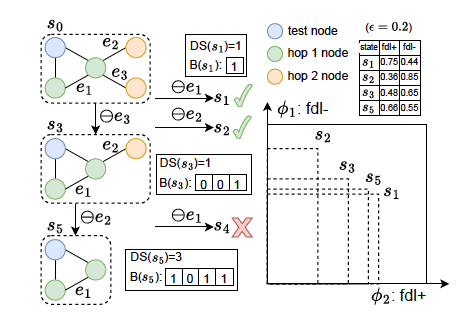 s₀
e₂
e₃
e₁
DS(s₁)=1
B(s₁): 1
⊖e₁
s₁ ✓
⊖e₂
s₂ ✓
⊖e₃
s₃
e₂
e₁
DS(s₃)=1
B(s₃): 0 0 1
⊖e₂
⊖e₁
s₄ ✗
s₅
e₁
DS(s₅)=3
B(s₅): 1 0 1 1
test node
hop 1 node
hop 2 node
(ϵ = 0.2)
state fdl+ fdl-
s₁ 0.75 0.44
s₂ 0.36 0.85
s₃ 0.48 0.65
s₅ 0.66 0.55
ϕ₁: fdl-
s₂
s₃
s₅
s₁
ϕ₂: fdl+